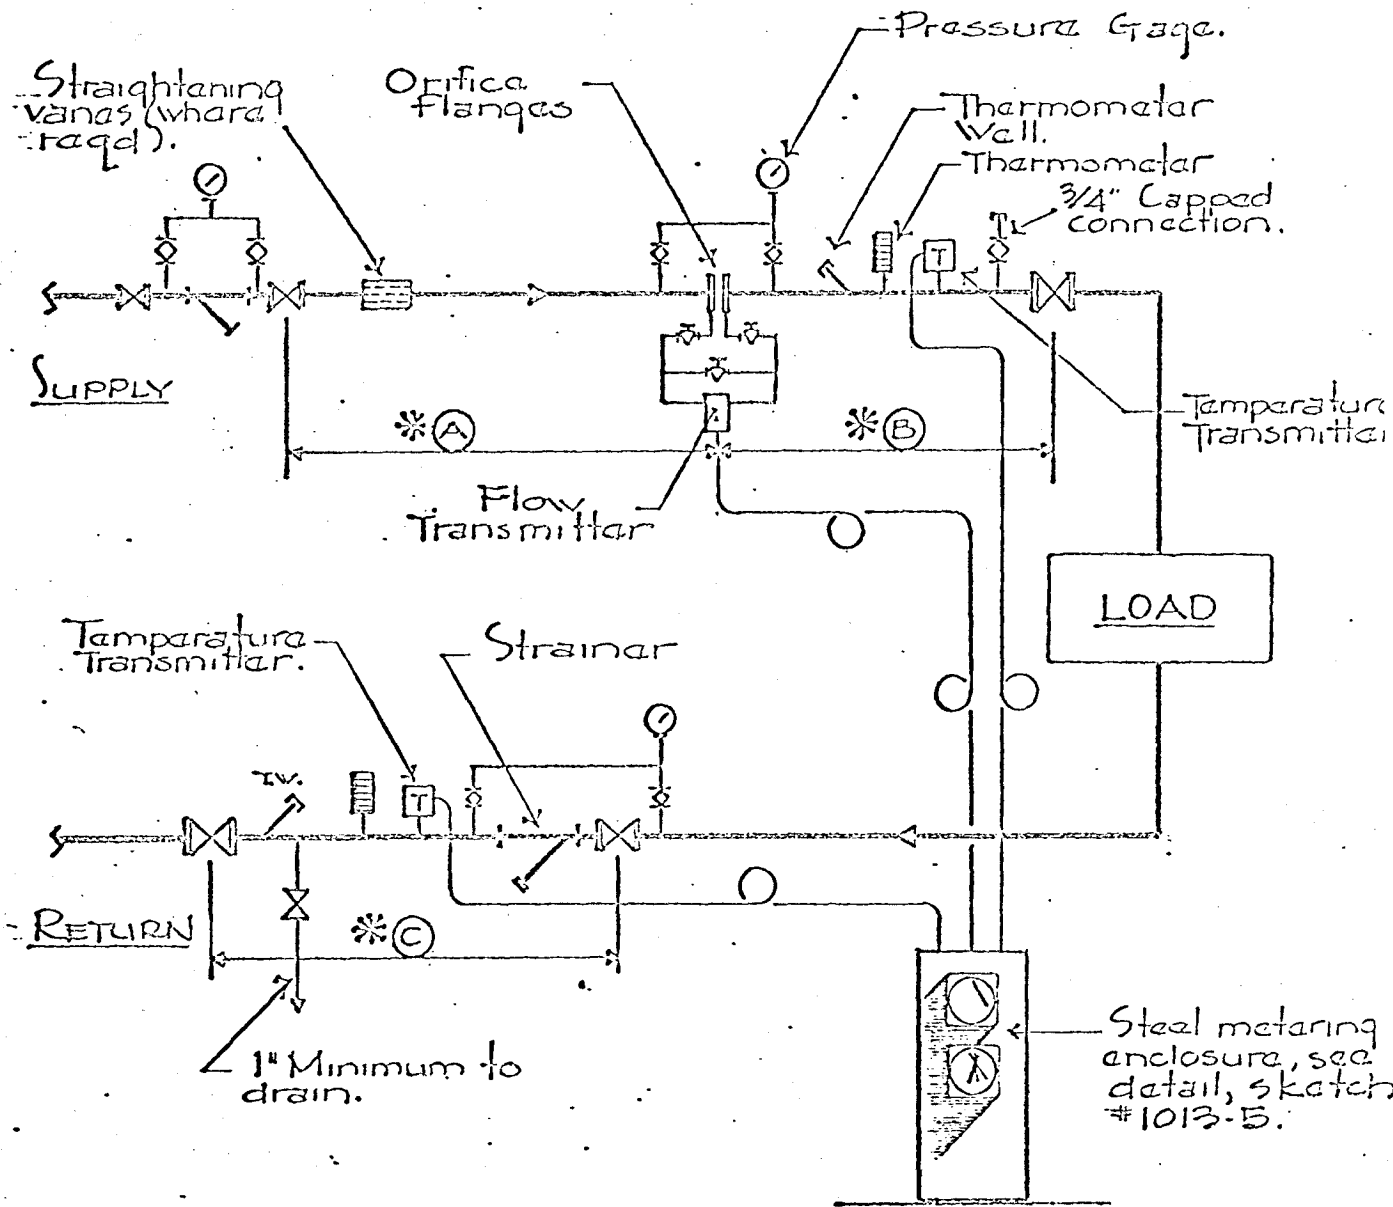 Pressure Gage.
Straightening
vanes (where
reqd).
Orifice
flanges
Thermometer
Well.
Thermometer
3/4" Capped
connection.
SUPPLY
T
A
B
Temperature
Transmitter
Flow
Transmitter
LOAD
Temperature
Transmitter.
Strainer
T.W.
T
RETURN
C
1" Minimum to
drain.
Steel metering
enclosure, see
detail, sketch
#1013-5.